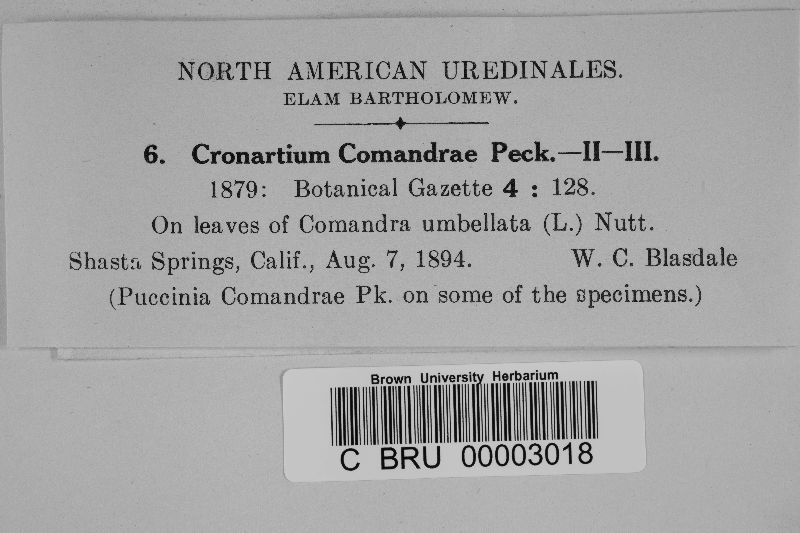 NORTH AMERICAN UREDINALES.
ELAM BARTHOLOMEW.
6. Cronartium Comandrae Peck.—II—III.
1879: Botanical Gazette 4 : 128.
On leaves of Comandra umbellata (L.) Nutt.
Shasta Springs, Calif., Aug. 7, 1894. W. C. Blasdale
(Puccinia Comandrae Pk. on some of the specimens.)
Brown University Herbarium
C BRU 00003018